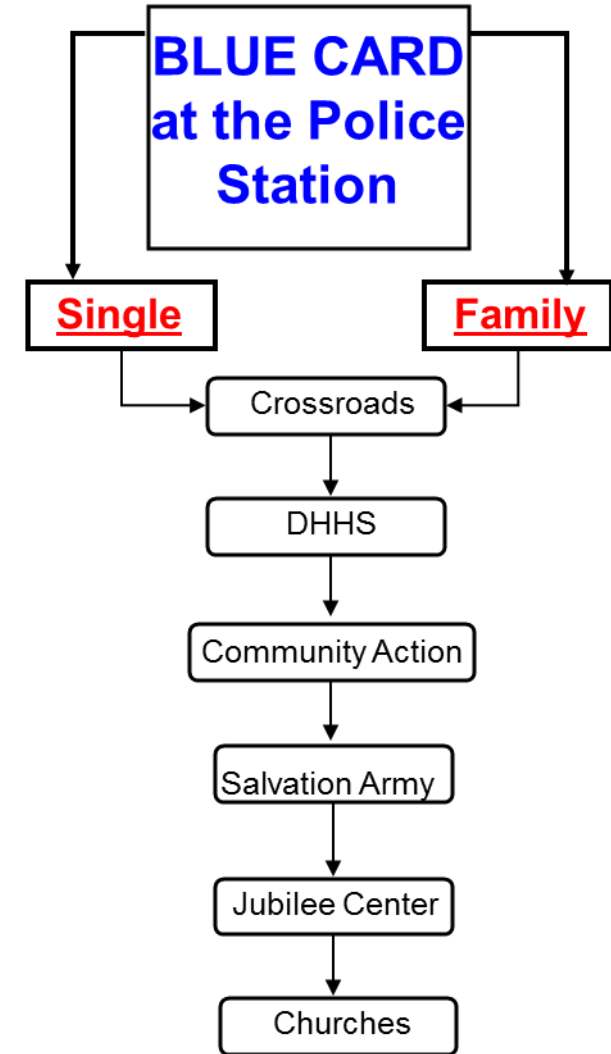 BLUE CARD
at the Police
Station
Single
Family
Crossroads
DHHS
Community Action
Salvation Army
Jubilee Center
Churches